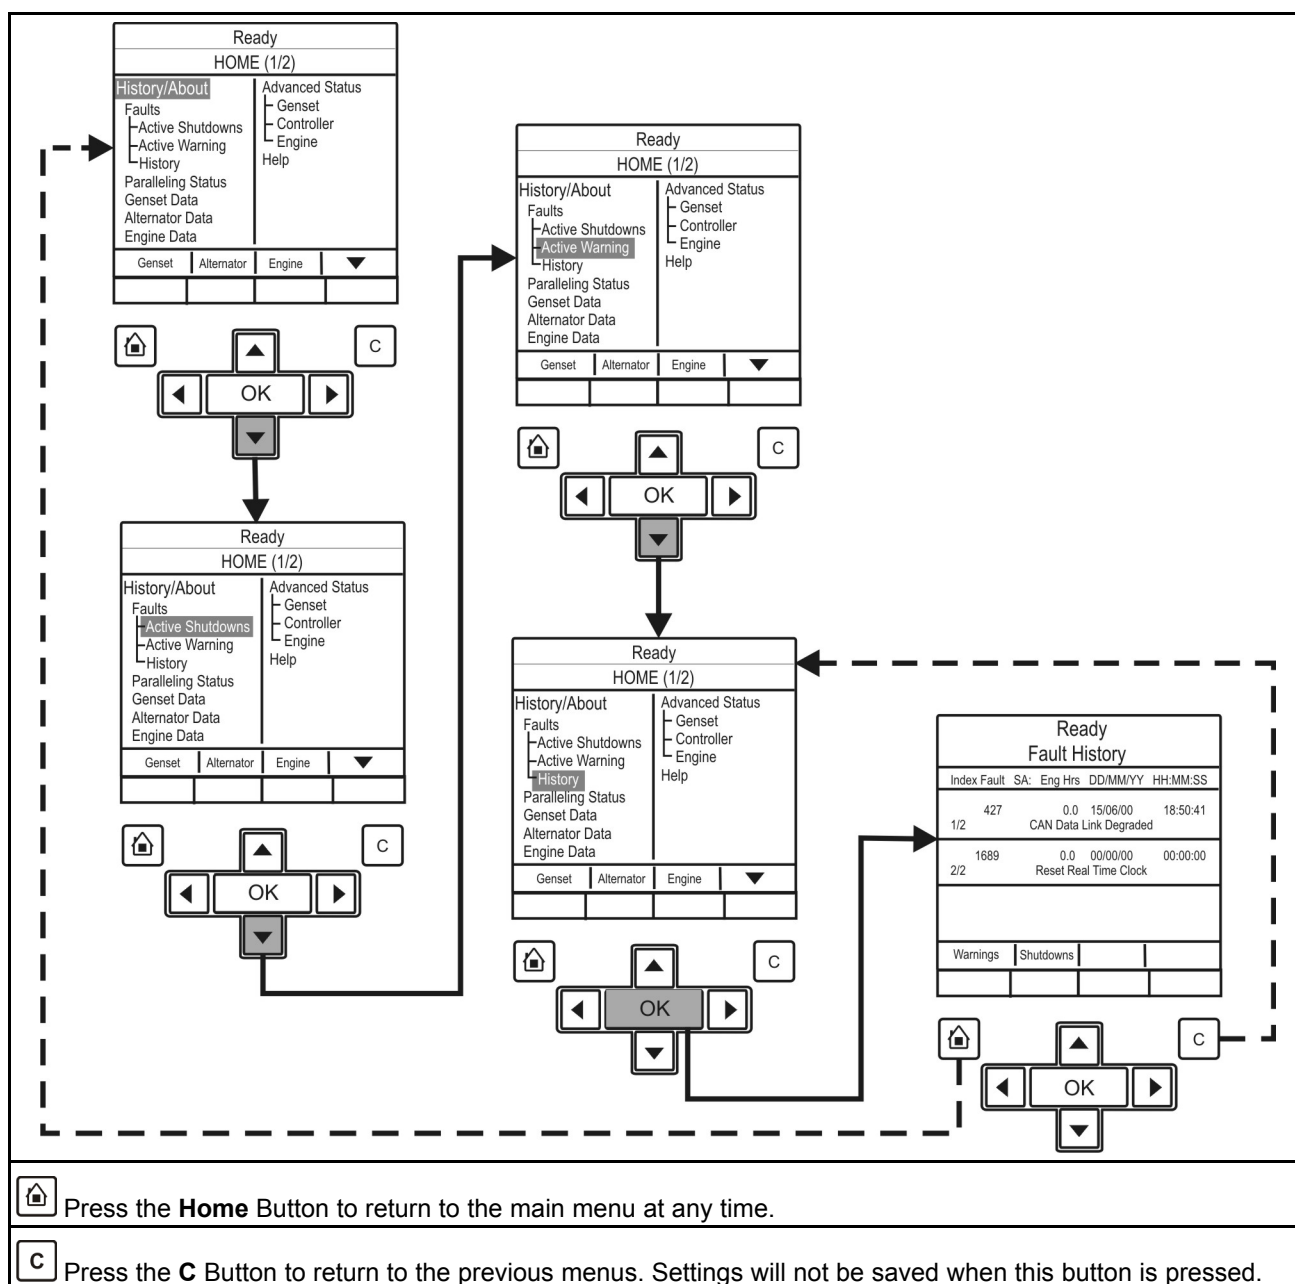 Ready
HOME (1/2)
History/About
Faults
Active Shutdowns
Active Warning
History
Paralleling Status
Genset Data
Alternator Data
Engine Data
Advanced Status
Genset
Controller
Engine
Help
Genset Alternator Engine
C
OK
Ready
HOME (1/2)
History/About
Faults
Active Shutdowns
Active Warning
History
Paralleling Status
Genset Data
Alternator Data
Engine Data
Advanced Status
Genset
Controller
Engine
Help
Genset Alternator Engine
C
OK
Ready
HOME (1/2)
History/About
Faults
Active Shutdowns
Active Warning
History
Paralleling Status
Genset Data
Alternator Data
Engine Data
Advanced Status
Genset
Controller
Engine
Help
Genset Alternator Engine
C
OK
Ready
HOME (1/2)
History/About
Faults
Active Shutdowns
Active Warning
History
Paralleling Status
Genset Data
Alternator Data
Engine Data
Advanced Status
Genset
Controller
Engine
Help
Genset Alternator Engine
C
OK
Ready
Fault History
Index Fault SA: Eng Hrs DD/MM/YY HH:MM:SS
427 0.0 15/06/00 18:50:41
1/2 CAN Data Link Degraded
1689 0.0 00/00/00 00:00:00
2/2 Reset Real Time Clock
Warnings Shutdowns
C
OK
Press the Home Button to return to the main menu at any time.
C Press the C Button to return to the previous menus. Settings will not be saved when this button is pressed.